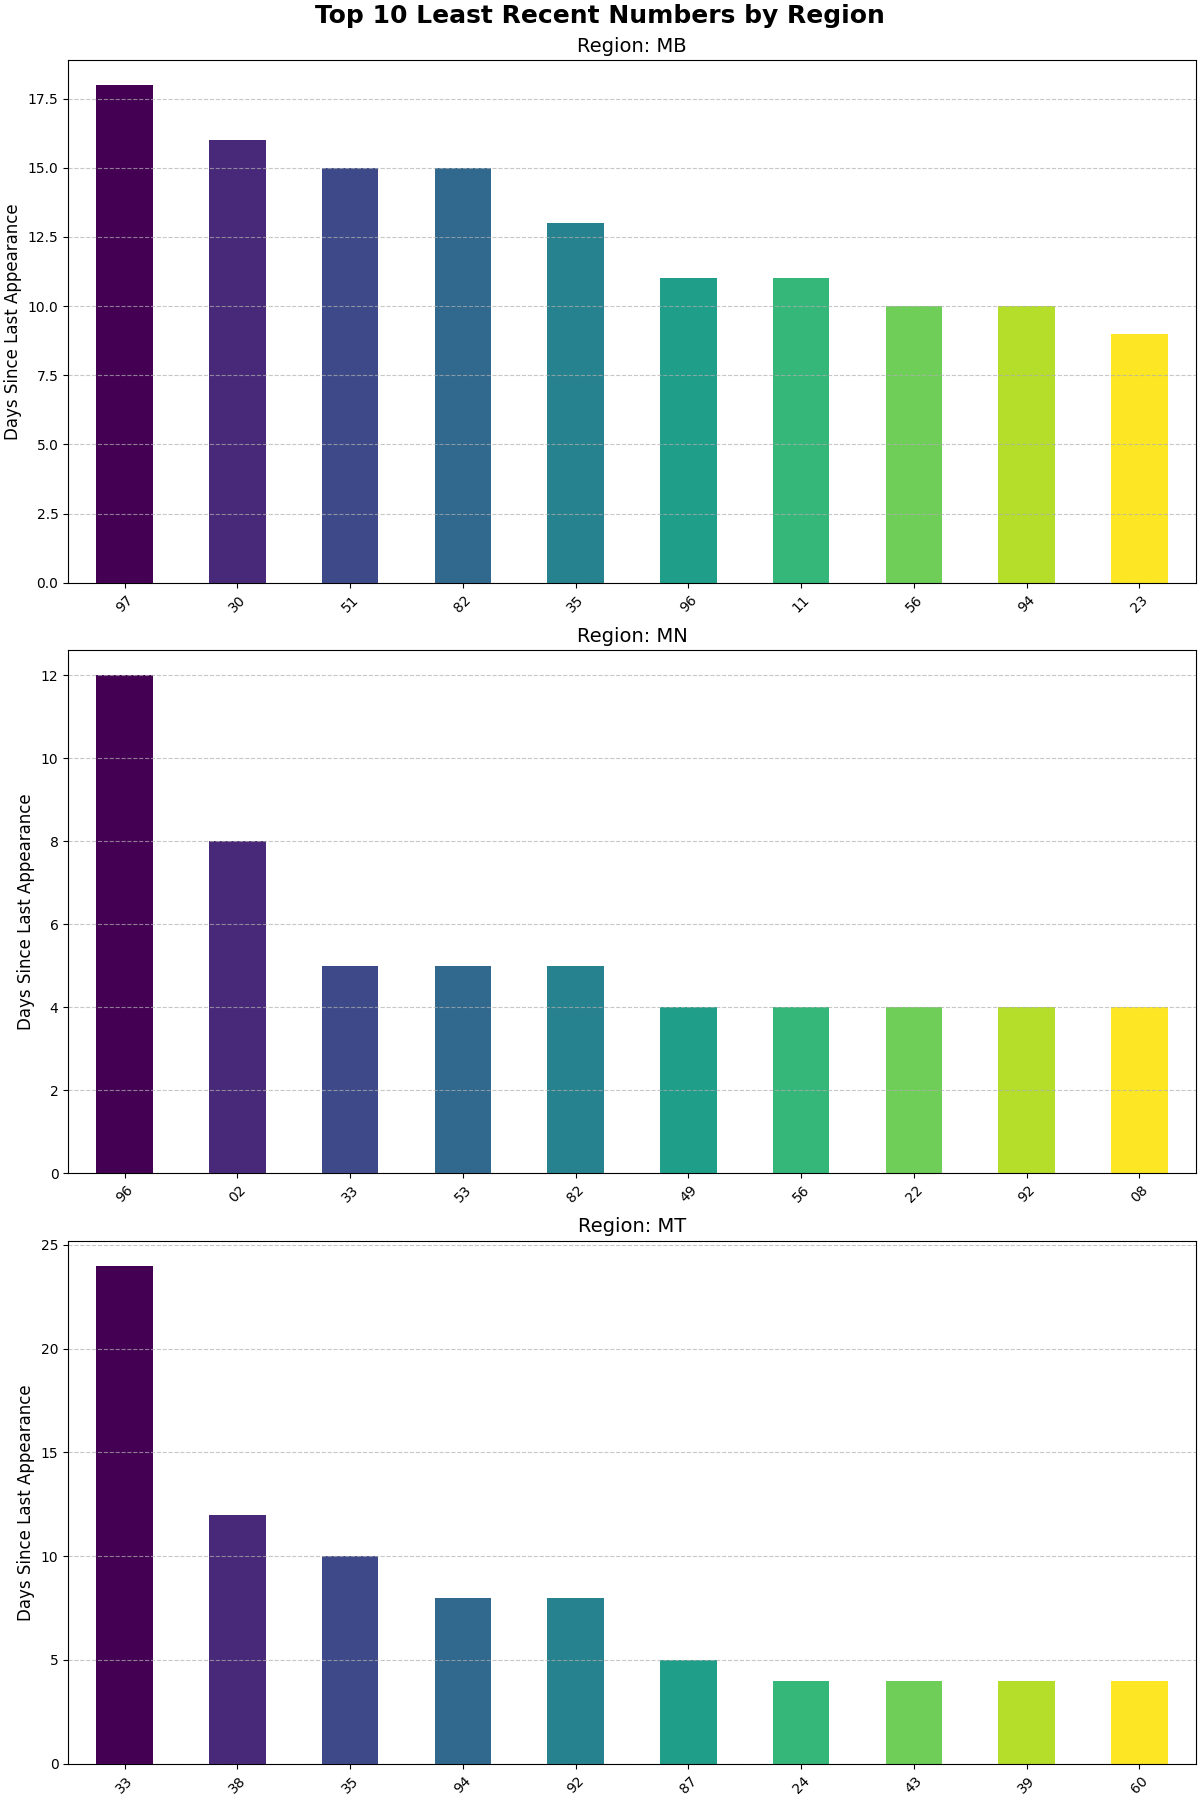 Top 10 Least Recent Numbers by Region
Region: MB
Days Since Last Appearance
17.5
15.0
12.5
10.0
7.5
5.0
2.5
0.0
97 30 51 82 35 96 11 56 94 23
Region: MN
Days Since Last Appearance
12
10
8
6
4
2
0
96 02 33 53 82 49 56 22 92 08
Region: MT
Days Since Last Appearance
25
20
15
10
5
0
33 38 35 94 92 87 24 43 39 60